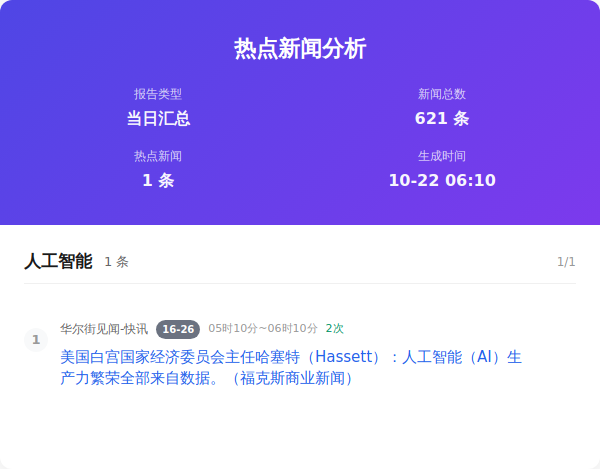 热点新闻分析
报告类型
新闻总数
当日汇总
621 条
热点新闻
生成时间
1 条
10-22 06:10
人工智能 1 条 1/1
华尔街见闻-快讯 16-26 05时10分~06时10分 2次
1
美国白宫国家经济委员会主任哈塞特（Hassett）：人工智能（AI）生
产力繁荣全部来自数据。（福克斯商业新闻）